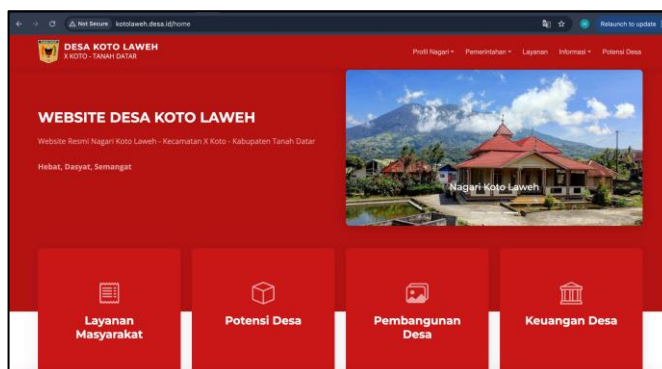 Not Secure kotolaweh.desa.id/home
Relaunch to update
DESA KOTO LAWEH
X KOTO - TANAH DATAR
Profil Nagari
Pemerintahan
Layanan
Informasi
Potensi Desa
WEBSITE DESA KOTO LAWEH
Website Resmi Nagari Koto Laweh - Kecamatan X Koto - Kabupaten Tanah Datar
Hebat, Dasyat, Semangat
Nagari Koto Laweh
Layanan
Masyarakat
Potensi Desa
Pembangunan
Desa
Keuangan Desa